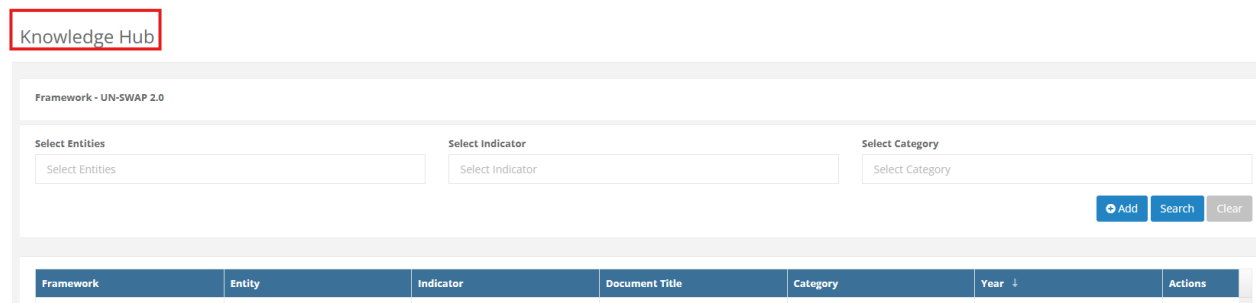 Knowledge Hub
Framework - UN-SWAP 2.0
Select Entities Select Indicator Select Category
Select Entities Select Indicator Select Category
Add Search Clear
Framework Entity Indicator Document Title Category Year ↓ Actions